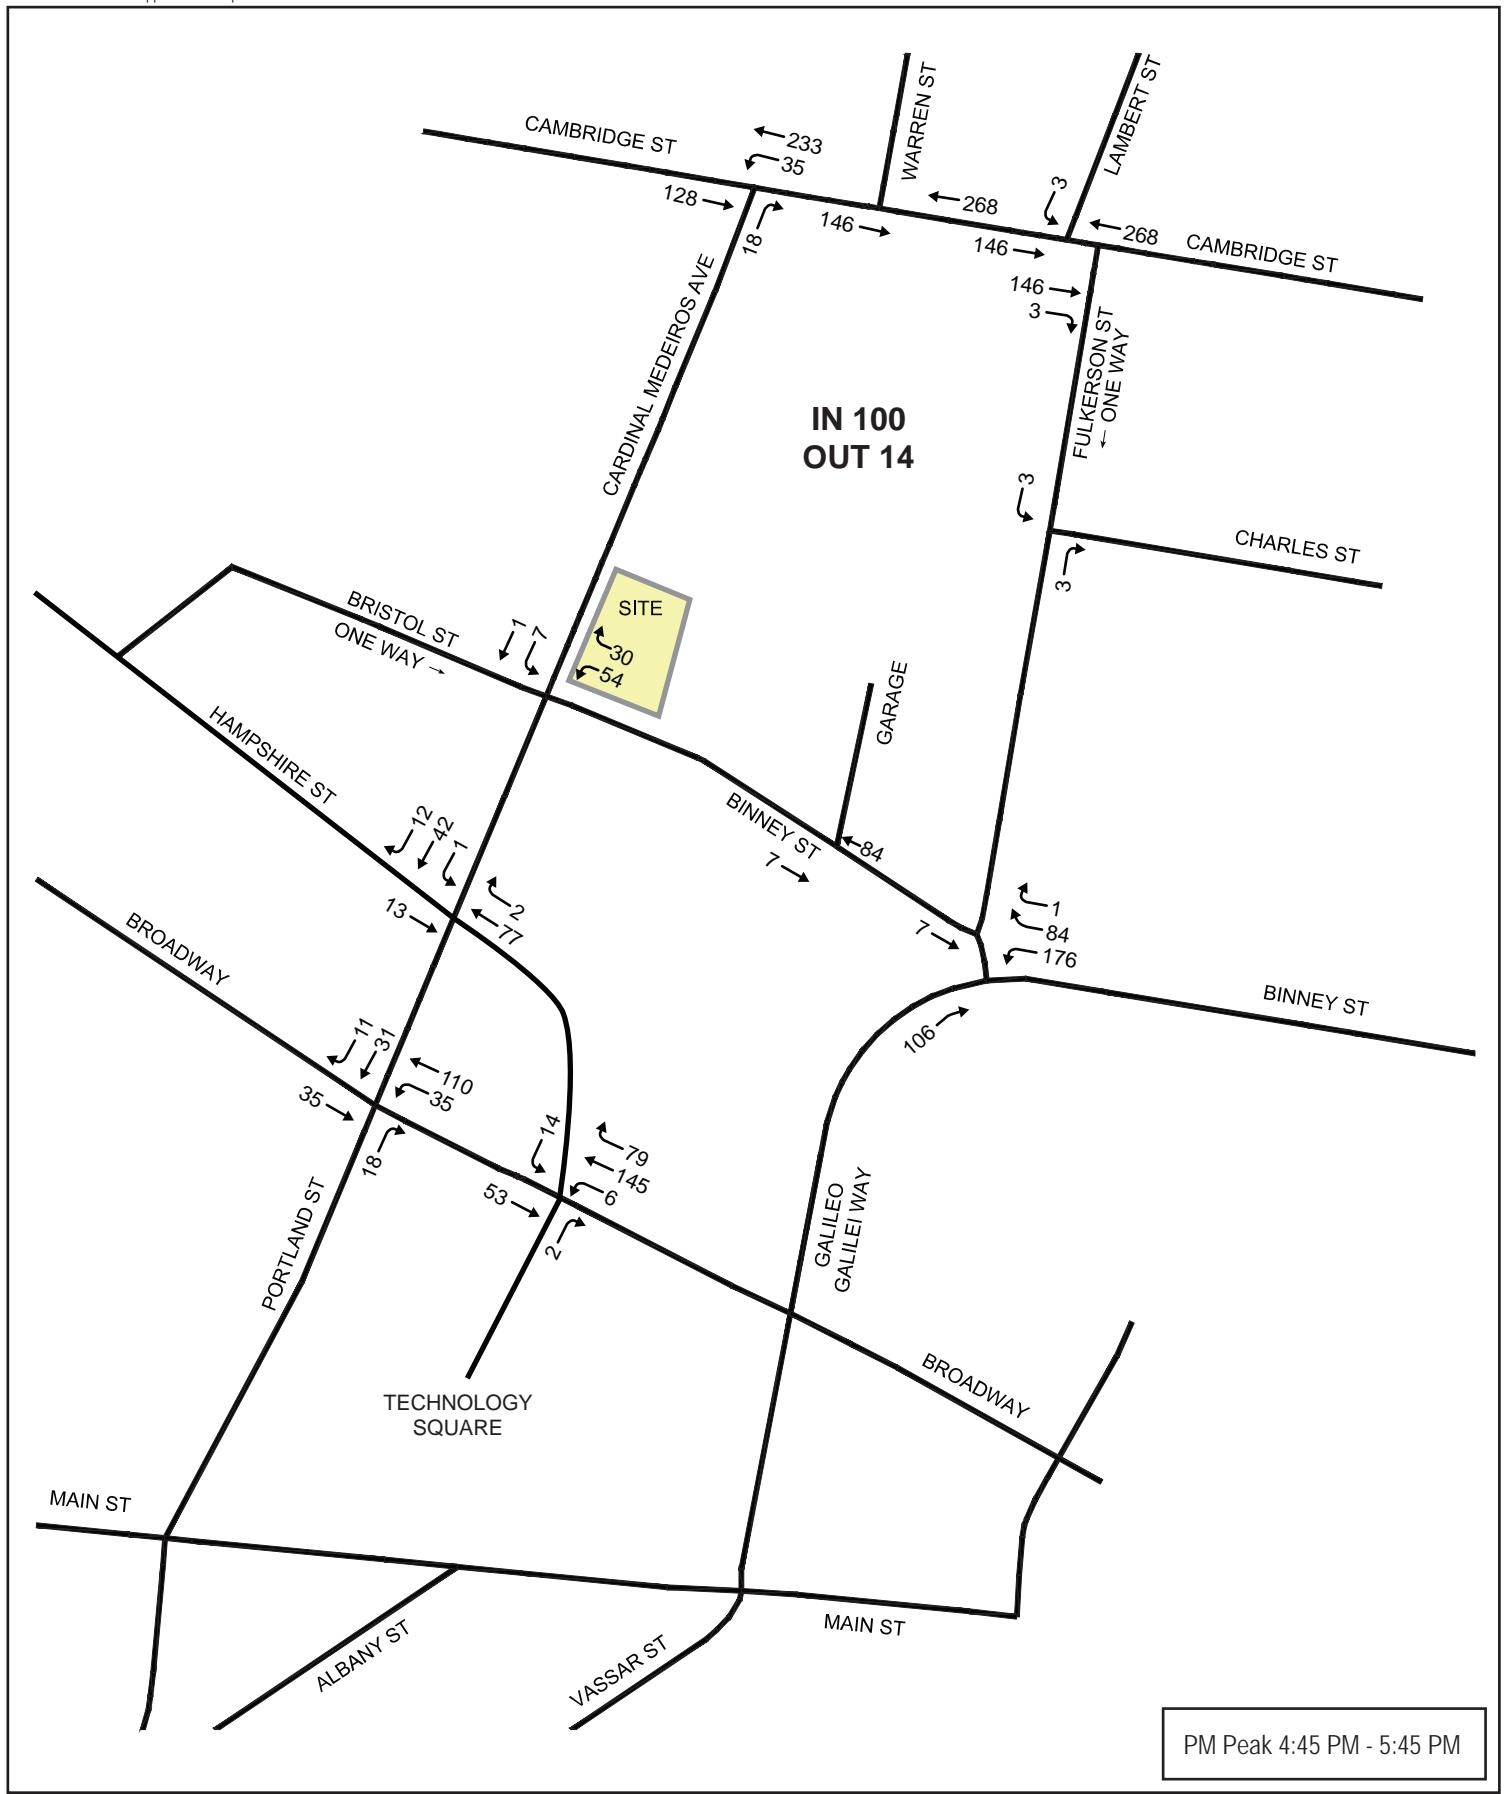 CAMBRIDGE ST
WARREN ST
LAMBERT ST
233
35
128
18
146
268
3
146
268
CAMBRIDGE ST
146
3
CARDINAL MEDEIROS AVE
FULKERSON ST
← ONE WAY
IN 100
OUT 14
3
CHARLES ST
3
BRISTOL ST
ONE WAY →
1
7
SITE
30
54
GARAGE
HAMPSHIRE ST
BINNEY ST
84
7
12
42
1
13
2
77
BROADWAY
7
1
84
176
BINNEY ST
106
11
31
35
110
35
18
14
79
145
6
53
2
PORTLAND ST
GALILEO
GALILEI WAY
TECHNOLOGY
SQUARE
BROADWAY
MAIN ST
MAIN ST
ALBANY ST
VASSAR ST
PM Peak 4:45 PM - 5:45 PM